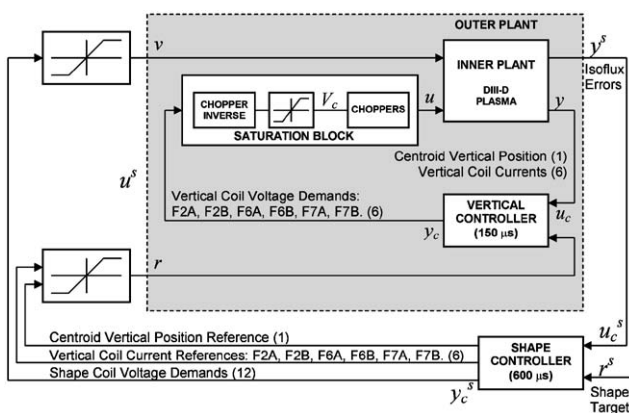 OUTER PLANT
v
y^s
INNER PLANT
DIII-D
PLASMA
Isoflux
Errors
CHOPPER
INVERSE
V_c
CHOPPERS
u
y
SATURATION BLOCK
Centroid Vertical Position (1)
Vertical Coil Currents (6)
u^s
Vertical Coil Voltage Demands:
F2A, F2B, F6A, F6B, F7A, F7B. (6)
y_c
VERTICAL
CONTROLLER
(150 μs)
u_c
r
Centroid Vertical Position Reference (1)
Vertical Coil Current References: F2A, F2B, F6A, F6B, F7A, F7B. (6)
Shape Coil Voltage Demands (12)
y_c^s
SHAPE
CONTROLLER
(600 μs)
u_c^s
r^s
Shape
Target